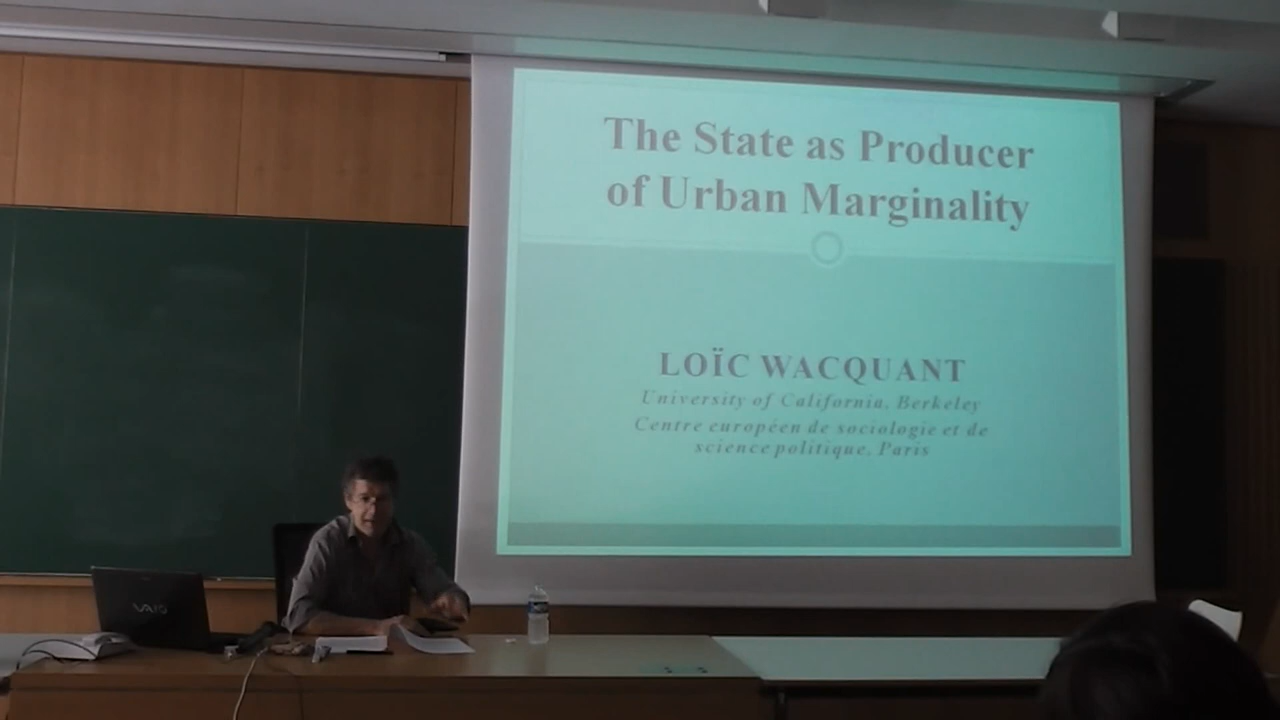 The State as Producer
of Urban Marginality
LOÏC WACQUANT
University of California, Berkeley
Centre européen de sociologie et de
science politique, Paris
VAIO